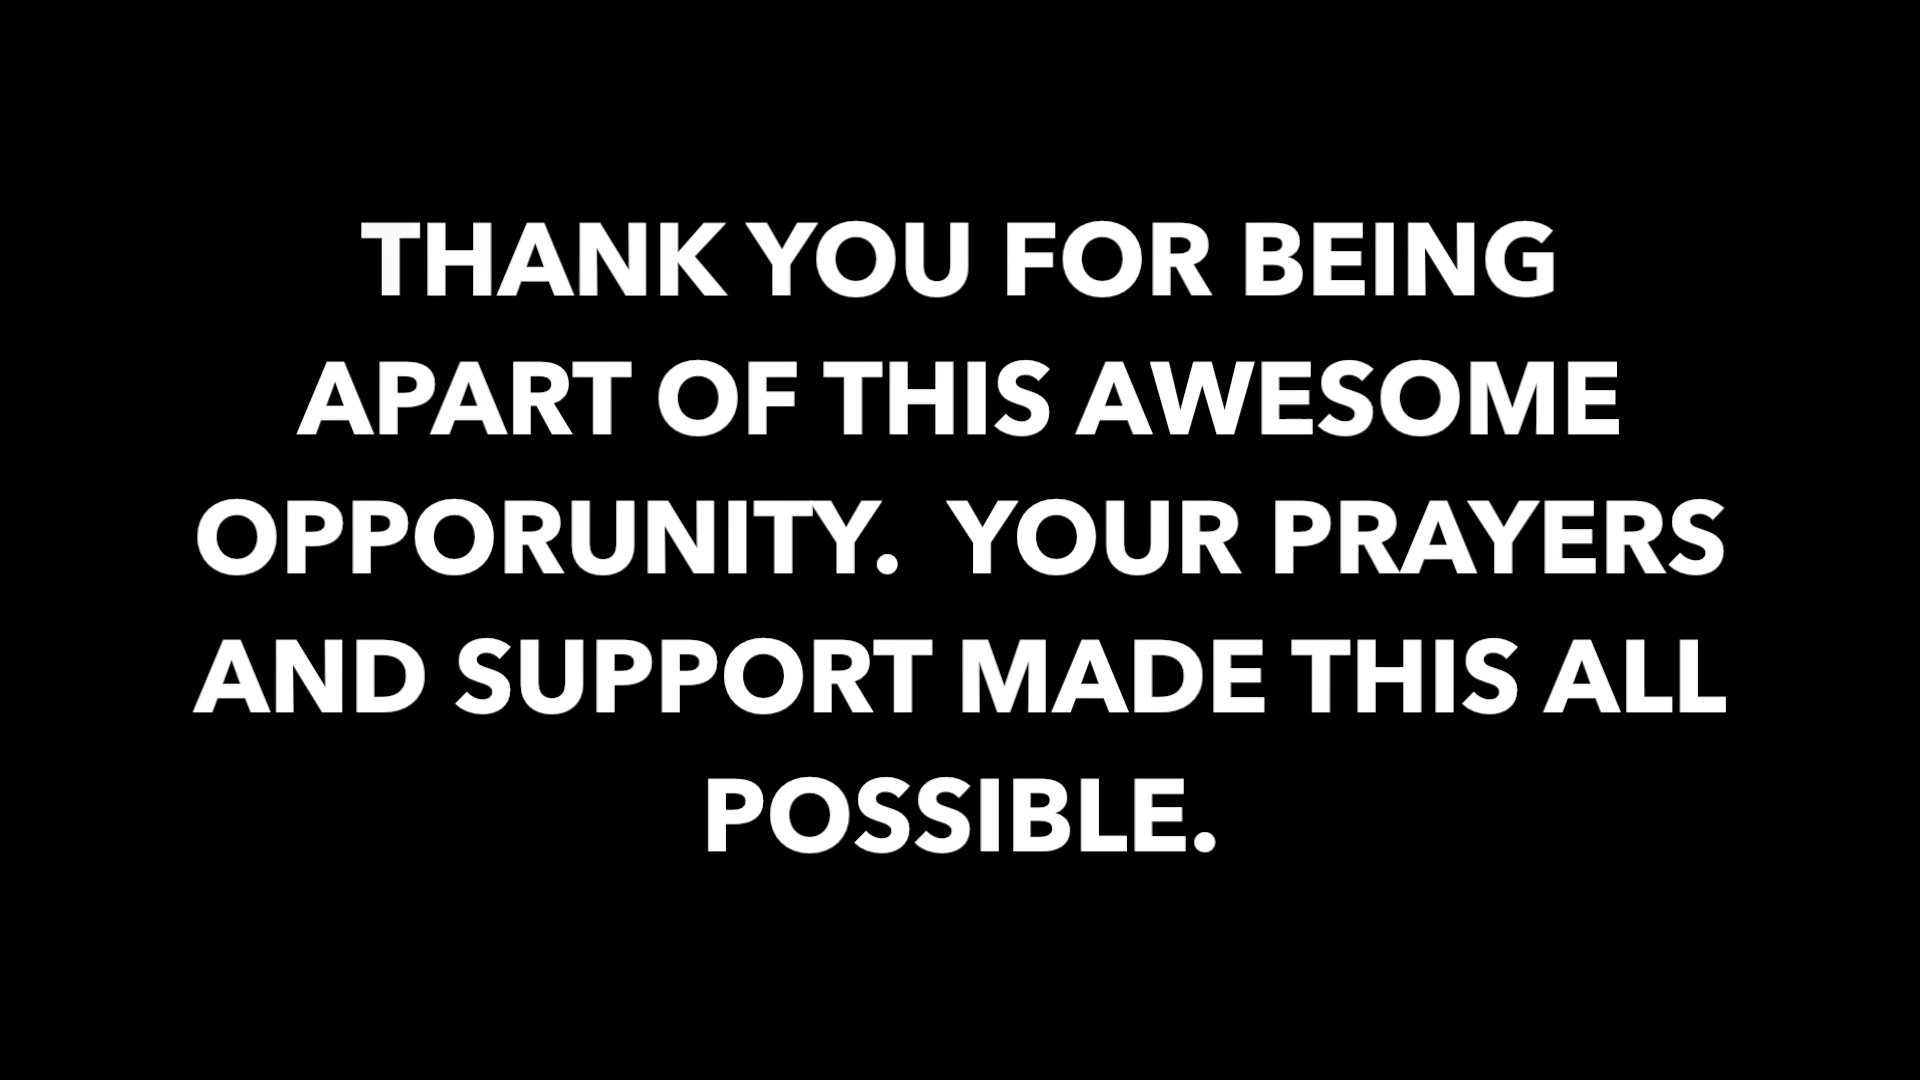 THANK YOU FOR BEING
APART OF THIS AWESOME
OPPORUNITY.  YOUR PRAYERS
AND SUPPORT MADE THIS ALL
POSSIBLE.